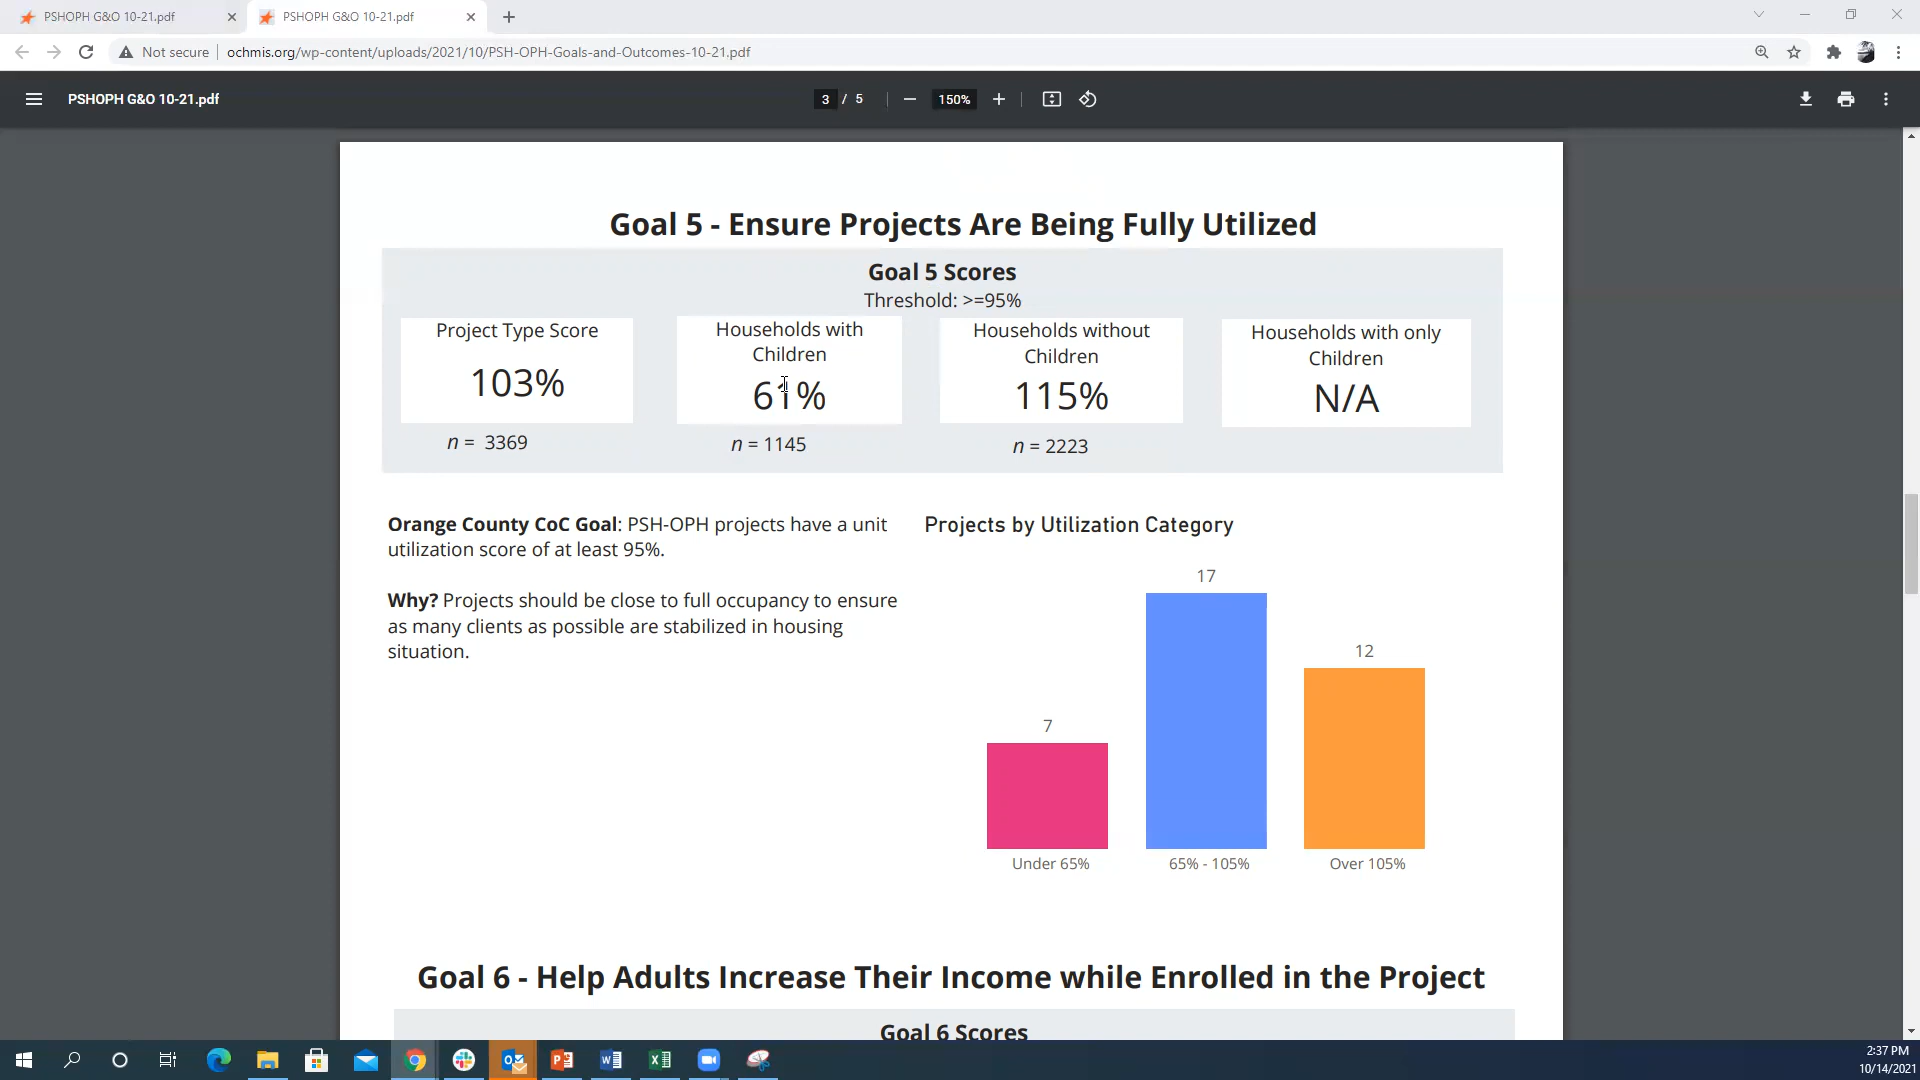 PSHOPH G&O 10-21.pdf
PSHOPH G&O 10-21.pdf
Not secure
ochmis.org/wp-content/uploads/2021/10/PSH-OPH-Goals-and-Outcomes-10-21.pdf
PSHOPH G&O 10-21.pdf
3 / 5
150%
Goal 5 - Ensure Projects Are Being Fully Utilized
Goal 5 Scores
Threshold: >=95%
Project Type Score
103%
n = 3369
Households with
Children
61%
n = 1145
Households without
Children
115%
n = 2223
Households with only
Children
N/A
Orange County CoC Goal: PSH-OPH projects have a unit
utilization score of at least 95%.
Why? Projects should be close to full occupancy to ensure
as many clients as possible are stabilized in housing
situation.
Projects by Utilization Category
7
17
12
Under 65%
65% - 105%
Over 105%
Goal 6 - Help Adults Increase Their Income while Enrolled in the Project
Goal 6 Scores
2:37 PM
10/14/2021